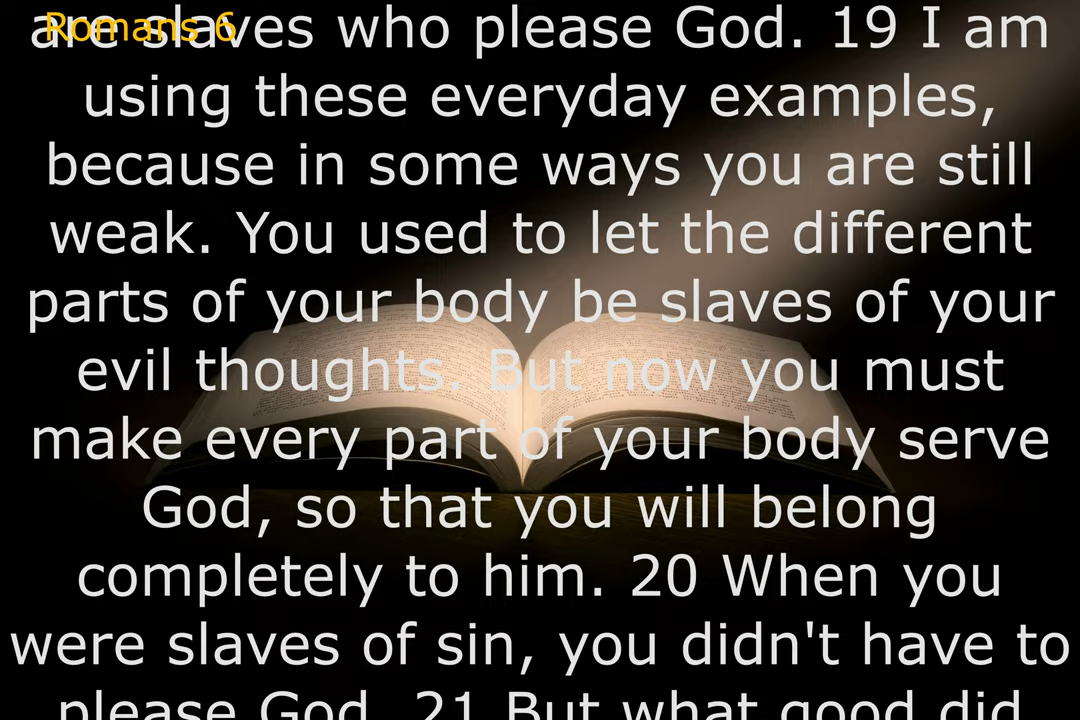 Romans 6
are slaves who please God. 19 I am
using these everyday examples,
because in some ways you are still
weak. You used to let the different
parts of your body be slaves of your
evil thoughts. But now you must
make every part of your body serve
God, so that you will belong
completely to him. 20 When you
were slaves of sin, you didn't have to
please God. 21 But what good did